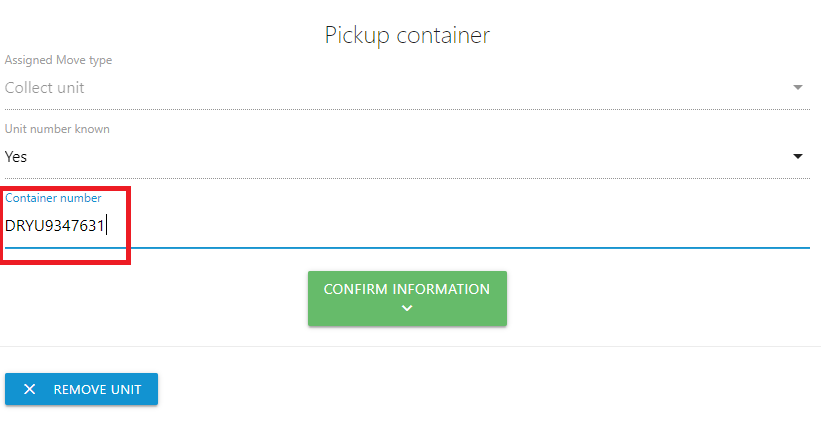 Pickup container
Assigned Move type
Collect unit
Unit number known
Yes
Container number
DRYU9347631
CONFIRM INFORMATION
REMOVE UNIT